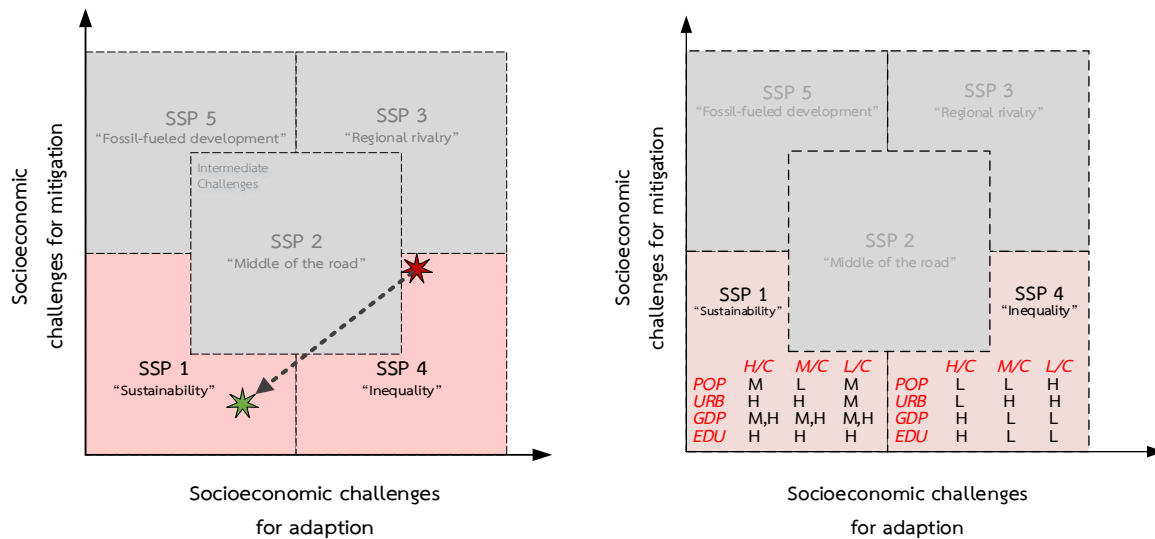 SSP 5
“Fossil-fueled development”
SSP 3
“Regional rivalry”
Intermediate
Challenges
SSP 2
“Middle of the road”
SSP 1
“Sustainability”
SSP 4
“Inequality”
Socioeconomic
challenges for mitigation
Socioeconomic challenges
for adaption
SSP 5
“Fossil-fueled development”
SSP 3
“Regional rivalry”
SSP 2
“Middle of the road”
SSP 1
“Sustainability”
SSP 4
“Inequality”
H/C M/C L/C
POP M L M
URB H H M
GDP M,H M,H M,H
EDU H H H
H/C M/C L/C
POP L L H
URB L H H
GDP H L L
EDU H L L
Socioeconomic
challenges for mitigation
Socioeconomic challenges
for adaption